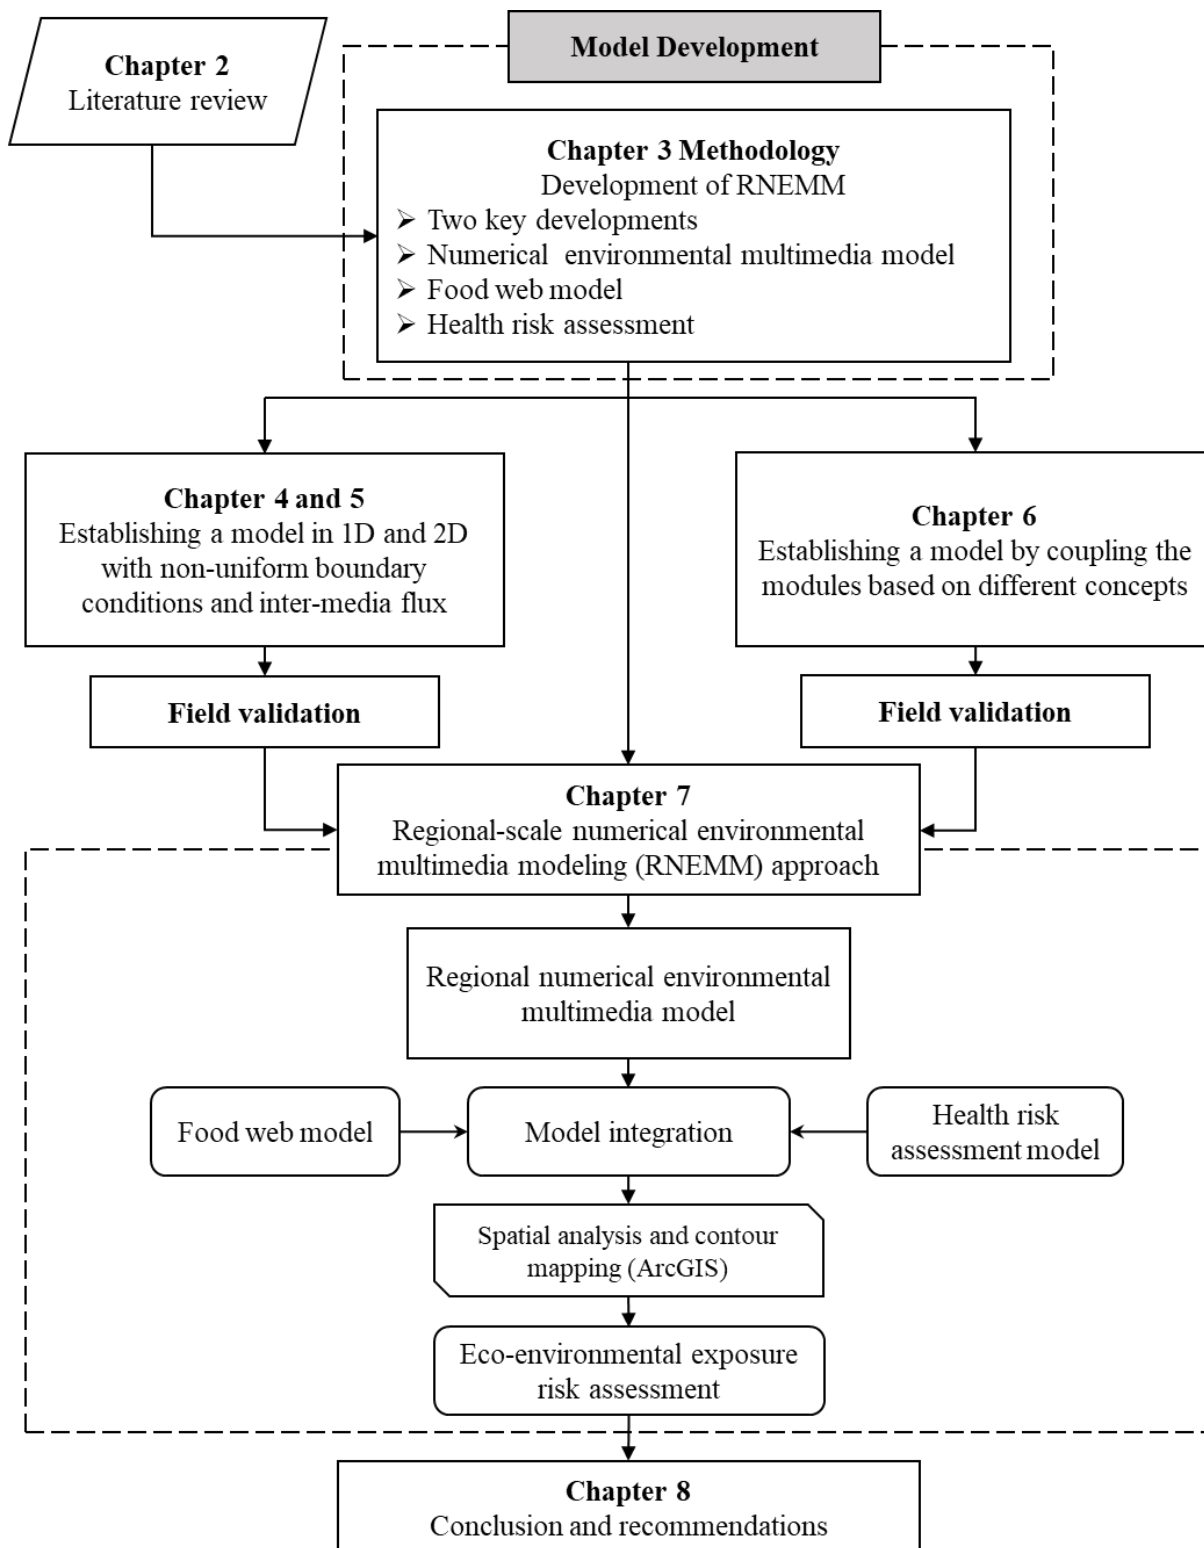 Model Development
Chapter 2
Literature review
Chapter 3 Methodology
Development of RNEMM
➢ Two key developments
➢ Numerical environmental multimedia model
➢ Food web model
➢ Health risk assessment
Chapter 4 and 5
Establishing a model in 1D and 2D
with non-uniform boundary
conditions and inter-media flux
Chapter 6
Establishing a model by coupling the
modules based on different concepts
Field validation
Field validation
Chapter 7
Regional-scale numerical environmental
multimedia modeling (RNEMM) approach
Regional numerical environmental
multimedia model
Food web model
Model integration
Health risk
assessment model
Spatial analysis and contour
mapping (ArcGIS)
Eco-environmental exposure
risk assessment
Chapter 8
Conclusion and recommendations